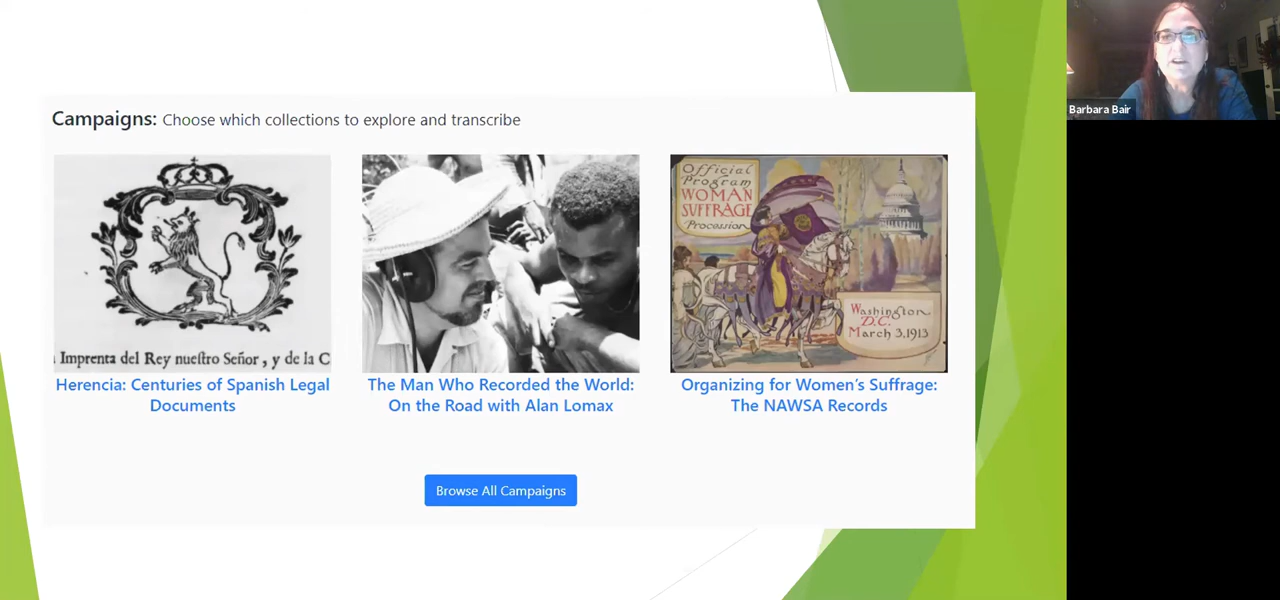 Barbara Bair
Campaigns: Choose which collections to explore and transcribe
Imprenta del Rey nueſtro Señor, y de la C
Official
Program
WOMAN
SUFFRAGE
Procession
Washington
D.C.
March 3, 1913
Herencia: Centuries of Spanish Legal
Documents
The Man Who Recorded the World:
On the Road with Alan Lomax
Organizing for Women's Suffrage:
The NAWSA Records
Browse All Campaigns